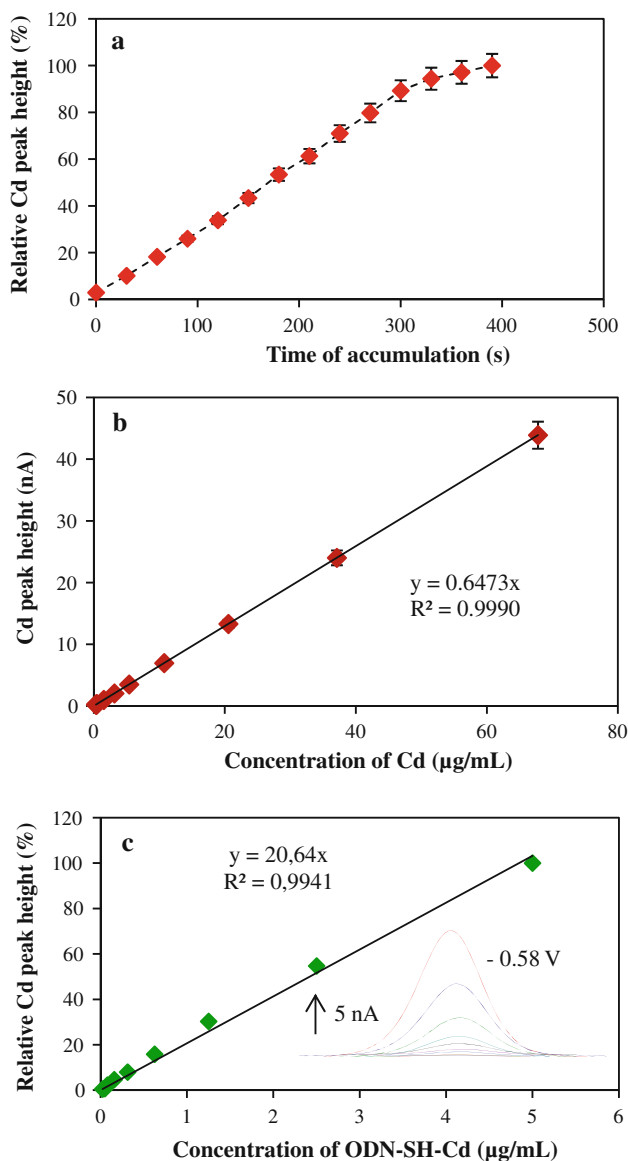 a
Relative Cd peak height (%)
120
100
80
60
40
20
0
0 100 200 300 400 500
Time of accumulation (s)
b
Cd peak height (nA)
50
40
30
20
10
0
y = 0.6473x
R² = 0.9990
0 20 40 60 80
Concentration of Cd (µg/mL)
c
Relative Cd peak height (%)
120
100
80
60
40
20
0
y = 20,64x
R² = 0,9941
- 0.58 V
5 nA
0 1 2 3 4 5 6
Concentration of ODN-SH-Cd (µg/mL)